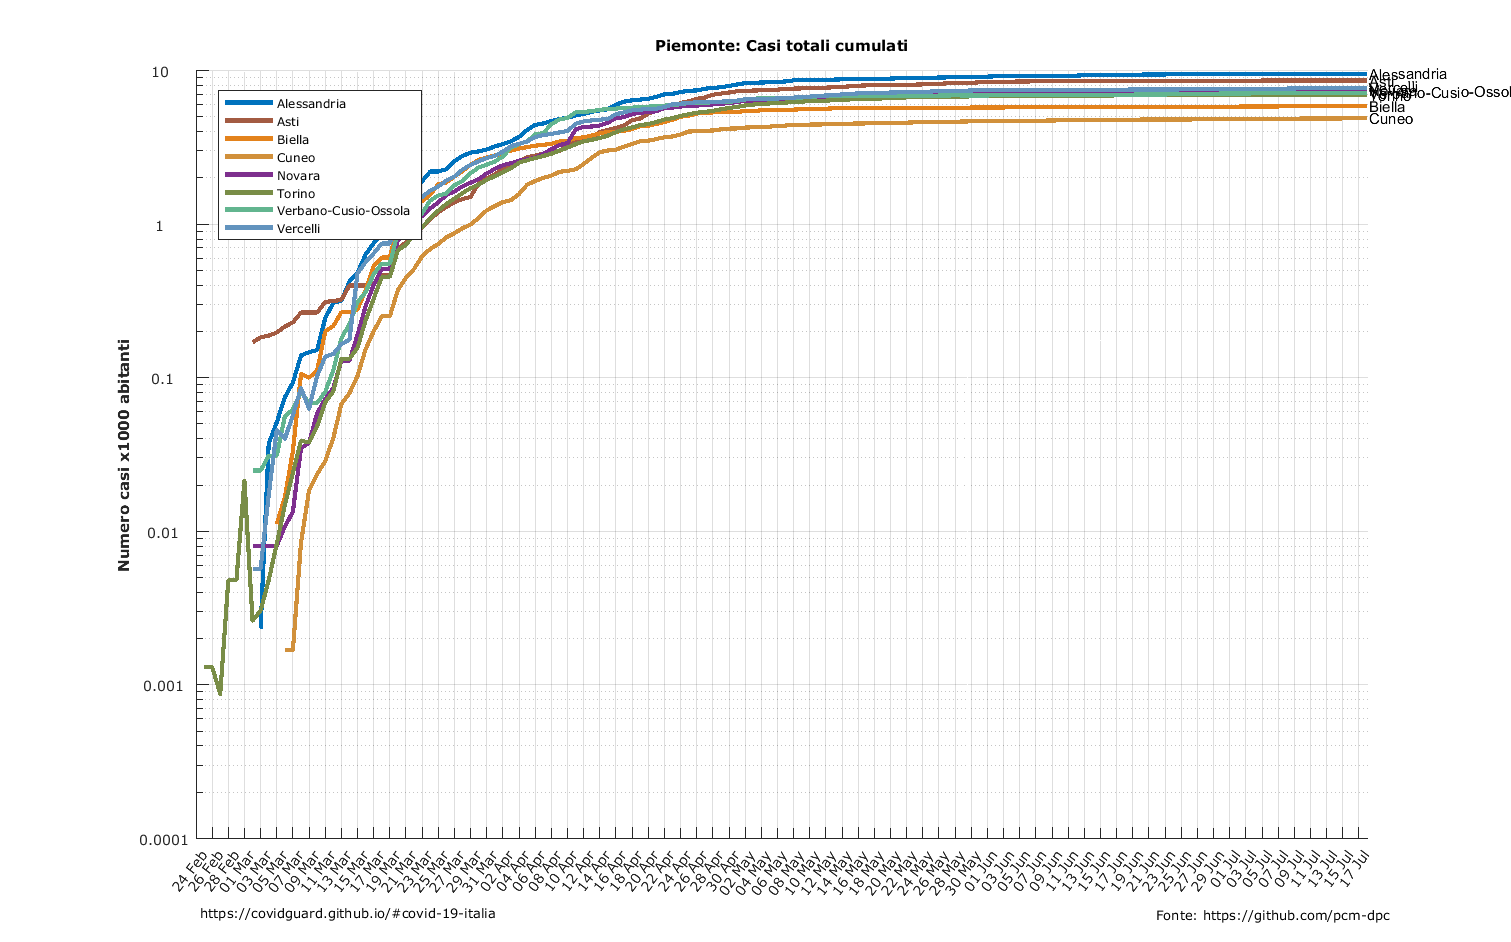 Piemonte: Casi totali cumulati
Numero casi x1000 abitanti
10
1
0.1
0.01
0.001
0.0001
Alessandria
Asti
Biella
Cuneo
Novara
Torino
Verbano-Cusio-Ossola
Vercelli
Alessandria
Asti
Vercelli
Verbano-Cusio-Ossol
Torino
Biella
Cuneo
24 Feb
26 Feb
28 Feb
01 Mar
03 Mar
05 Mar
07 Mar
09 Mar
11 Mar
13 Mar
15 Mar
17 Mar
19 Mar
21 Mar
23 Mar
25 Mar
27 Mar
29 Mar
31 Mar
02 Apr
04 Apr
06 Apr
08 Apr
10 Apr
12 Apr
14 Apr
16 Apr
18 Apr
20 Apr
22 Apr
24 Apr
26 Apr
28 Apr
30 Apr
02 May
04 May
06 May
08 May
10 May
12 May
14 May
16 May
18 May
20 May
22 May
24 May
26 May
28 May
30 May
01 Jun
03 Jun
05 Jun
07 Jun
09 Jun
11 Jun
13 Jun
15 Jun
17 Jun
19 Jun
21 Jun
23 Jun
25 Jun
27 Jun
29 Jun
01 Jul
03 Jul
05 Jul
07 Jul
09 Jul
11 Jul
13 Jul
15 Jul
17 Jul
https://covidguard.github.io/#covid-19-italia
Fonte: https://github.com/pcm-dpc